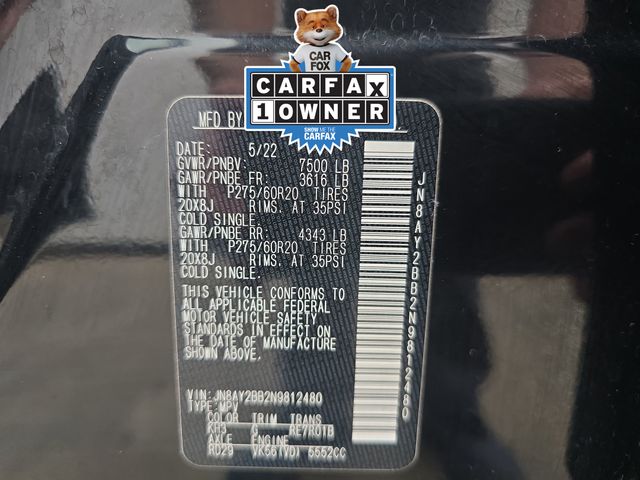 CAR
FOX
CARFAX
1 OWNER
SHOW ME THE
CARFAX
MFD BY
DATE: 5/22
GVWR/PNBV: 7500 LB
GAWR/PNBE FR: 3616 LB
WITH P275/60R20 TIRES
20X8J RIMS. AT 35PSI
COLD SINGLE.
GAWR/PNBE RR: 4343 LB
WITH P275/60R20 TIRES
20X8J RIMS. AT 35PSI
COLD SINGLE.
THIS VEHICLE CONFORMS TO
ALL APPLICABLE FEDERAL
MOTOR VEHICLE SAFETY
STANDARDS IN EFFECT ON
THE DATE OF MANUFACTURE
SHOWN ABOVE.
VIN: JN8AY2BB2N9812480
TYPE: MPV
COLOR TRIM TRANS
KH5 G RE7R01B
AXLE ENGINE
RD29 VK56(VD) 5552CC
JN8AY2BB2N9812480